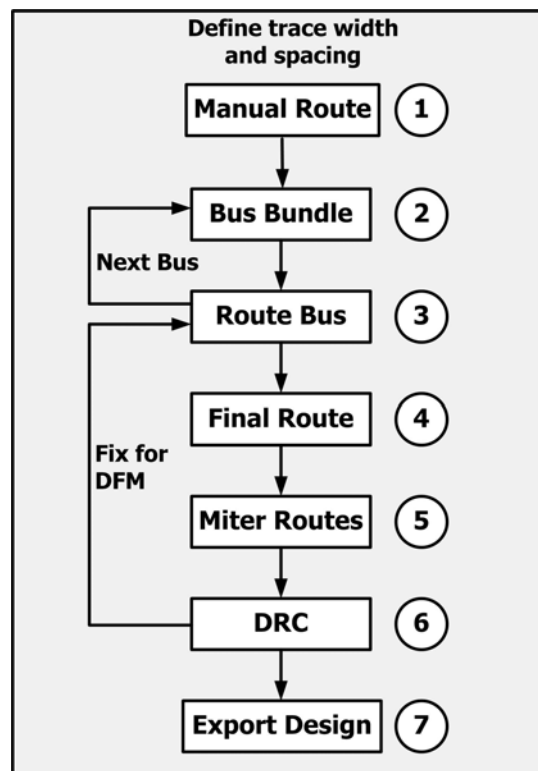 Define trace width
and spacing
Manual Route 1
Bus Bundle 2
Next Bus
Route Bus 3
Final Route 4
Fix for
DFM
Miter Routes 5
DRC 6
Export Design 7